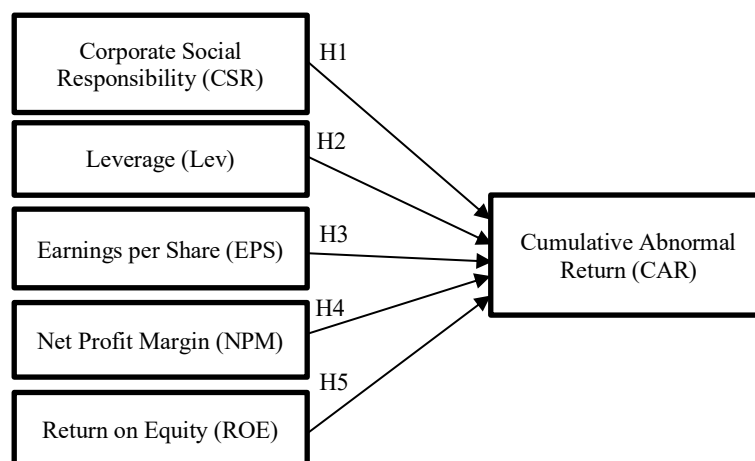 Corporate Social
Responsibility (CSR)
H1
Leverage (Lev)
H2
Earnings per Share (EPS)
H3
Net Profit Margin (NPM)
H4
Return on Equity (ROE)
H5
Cumulative Abnormal
Return (CAR)